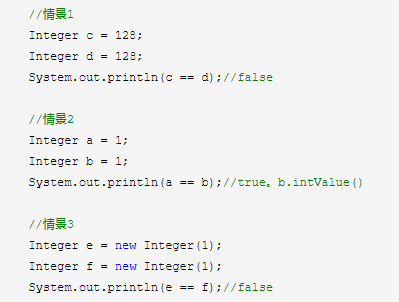 //情景1
Integer c = 128;
Integer d = 128;
System.out.println(c == d);//false
//情景2
Integer a = 1;
Integer b = 1;
System.out.println(a == b);//true。b.intValue()
//情景3
Integer e = new Integer(1);
Integer f = new Integer(1);
System.out.println(e == f);//false